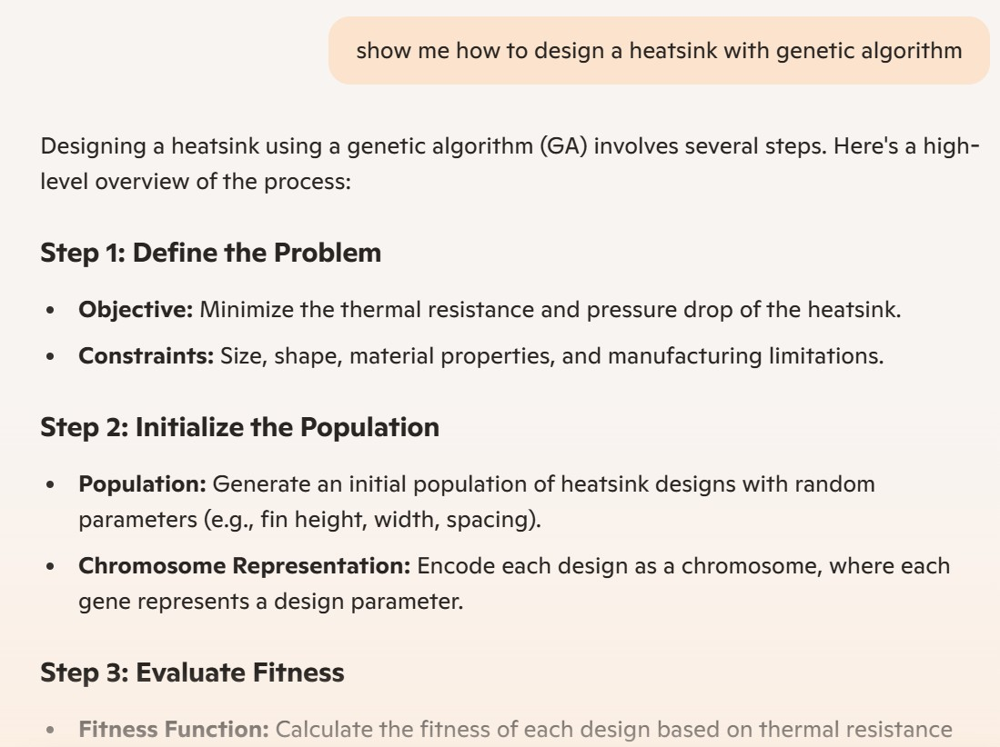 show me how to design a heatsink with genetic algorithm
Designing a heatsink using a genetic algorithm (GA) involves several steps. Here's a high-
level overview of the process:
Step 1: Define the Problem
• Objective: Minimize the thermal resistance and pressure drop of the heatsink.
• Constraints: Size, shape, material properties, and manufacturing limitations.
Step 2: Initialize the Population
• Population: Generate an initial population of heatsink designs with random
parameters (e.g., fin height, width, spacing).
• Chromosome Representation: Encode each design as a chromosome, where each
gene represents a design parameter.
Step 3: Evaluate Fitness
• Fitness Function: Calculate the fitness of each design based on thermal resistance